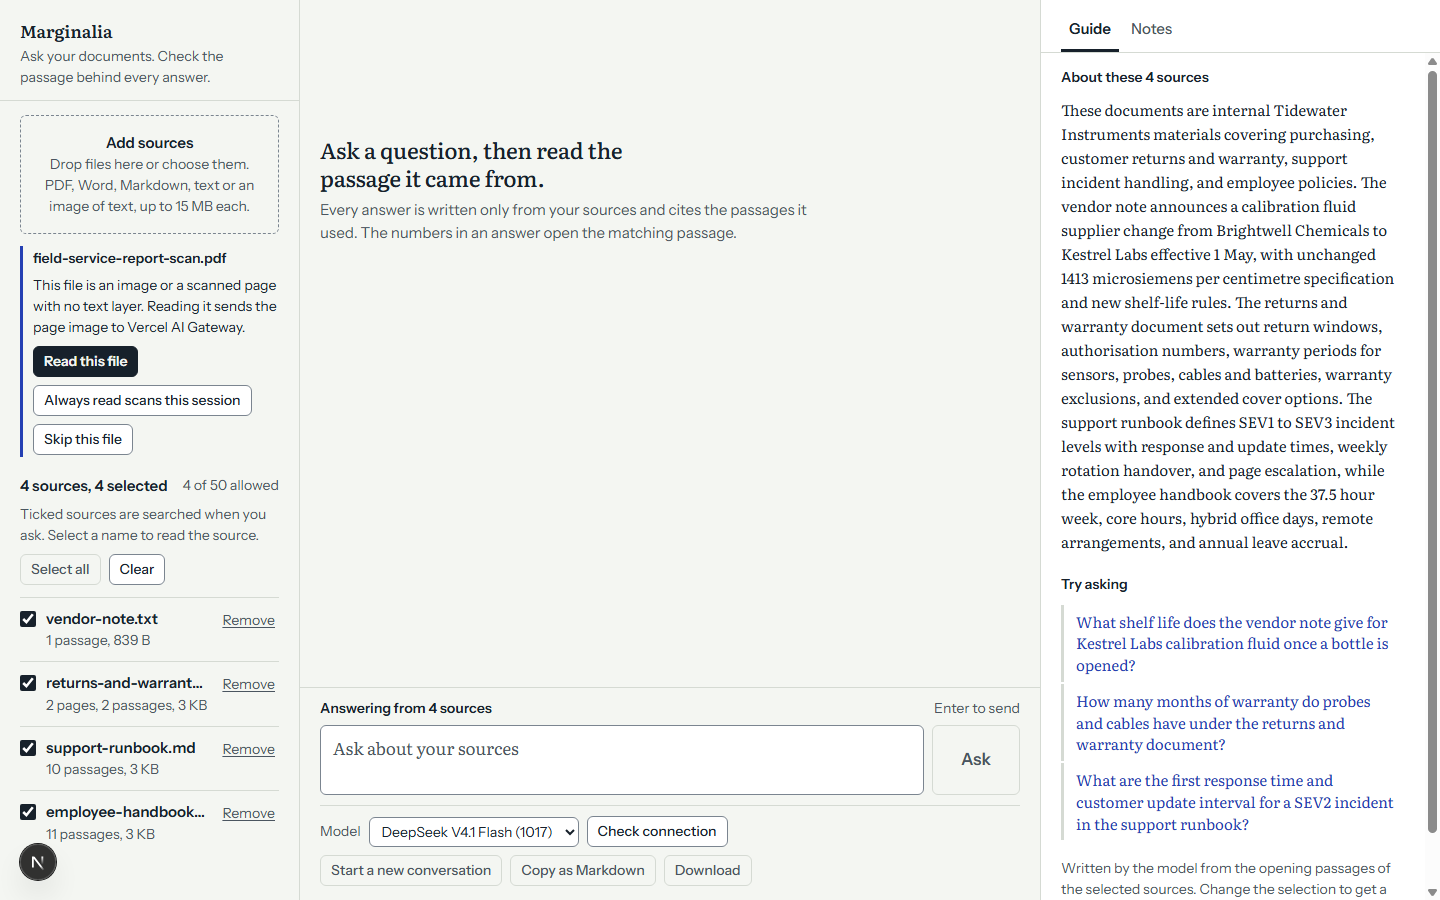 Marginalia
Ask your documents. Check the
passage behind every answer.
Add sources
Drop files here or choose them.
PDF, Word, Markdown, text or an
image of text, up to 15 MB each.
field-service-report-scan.pdf
This file is an image or a scanned page
with no text layer. Reading it sends the
page image to Vercel AI Gateway.
Read this file
Always read scans this session
Skip this file
4 sources, 4 selected 4 of 50 allowed
Ticked sources are searched when you
ask. Select a name to read the source.
Select all Clear
vendor-note.txt Remove
1 passage, 839 B
returns-and-warrant... Remove
2 pages, 2 passages, 3 KB
support-runbook.md Remove
10 passages, 3 KB
employee-handbook... Remove
11 passages, 3 KB
N
Ask a question, then read the
passage it came from.
Every answer is written only from your sources and cites the passages it
used. The numbers in an answer open the matching passage.
Answering from 4 sources Enter to send
Ask about your sources
Ask
Model DeepSeek V4.1 Flash (1017) Check connection
Start a new conversation Copy as Markdown Download
Guide Notes
About these 4 sources
These documents are internal Tidewater
Instruments materials covering purchasing,
customer returns and warranty, support
incident handling, and employee policies. The
vendor note announces a calibration fluid
supplier change from Brightwell Chemicals to
Kestrel Labs effective 1 May, with unchanged
1413 microsiemens per centimetre specification
and new shelf-life rules. The returns and
warranty document sets out return windows,
authorisation numbers, warranty periods for
sensors, probes, cables and batteries, warranty
exclusions, and extended cover options. The
support runbook defines SEV1 to SEV3 incident
levels with response and update times, weekly
rotation handover, and page escalation, while
the employee handbook covers the 37.5 hour
week, core hours, hybrid office days, remote
arrangements, and annual leave accrual.
Try asking
What shelf life does the vendor note give for
Kestrel Labs calibration fluid once a bottle is
opened?
How many months of warranty do probes
and cables have under the returns and
warranty document?
What are the first response time and
customer update interval for a SEV2 incident
in the support runbook?
Written by the model from the opening passages of
the selected sources. Change the selection to get a